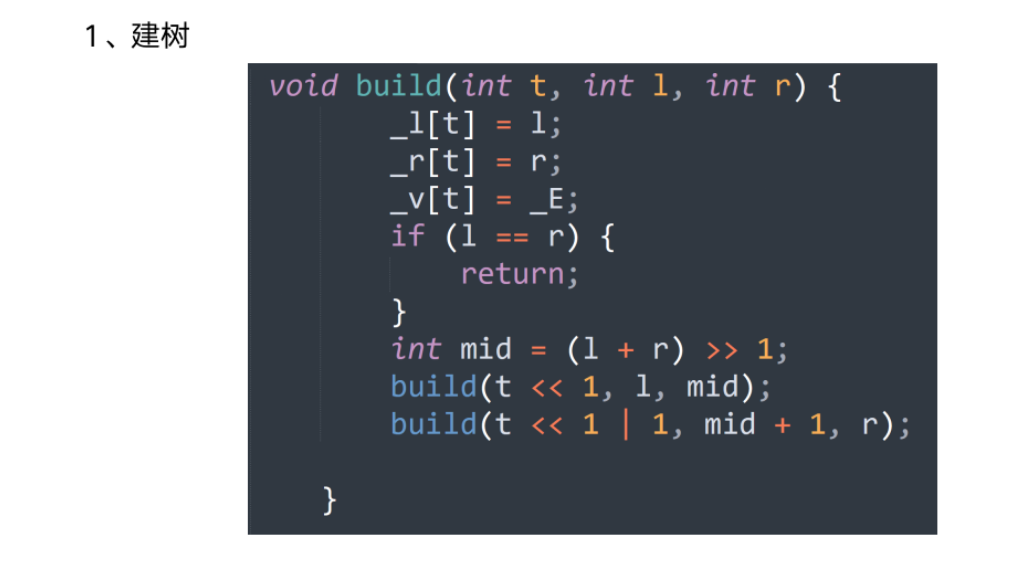 1、建树
void build(int t, int l, int r) {
_l[t] = l;
_r[t] = r;
_v[t] = _E;
if (l == r) {
return;
}
int mid = (l + r) >> 1;
build(t << 1, l, mid);
build(t << 1 | 1, mid + 1, r);
}